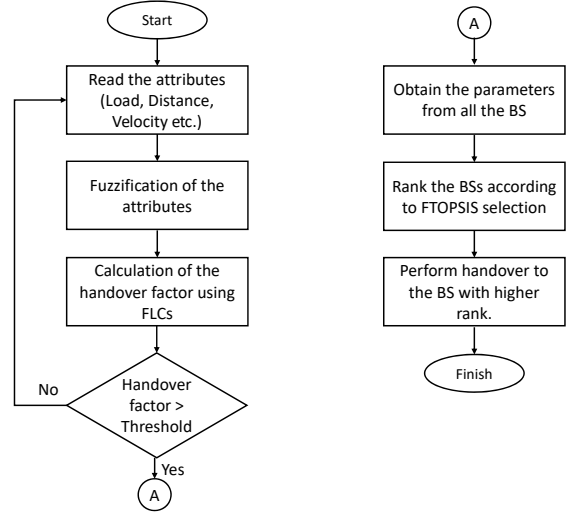 Start
Read the attributes
(Load, Distance,
Velocity etc.)
Fuzzification of the
attributes
Calculation of the
handover factor using
FLCs
Handover
factor >
Threshold
No
Yes
A
A
Obtain the parameters
from all the BS
Rank the BSs according
to FTOPSIS selection
Perform handover to
the BS with higher
rank.
Finish